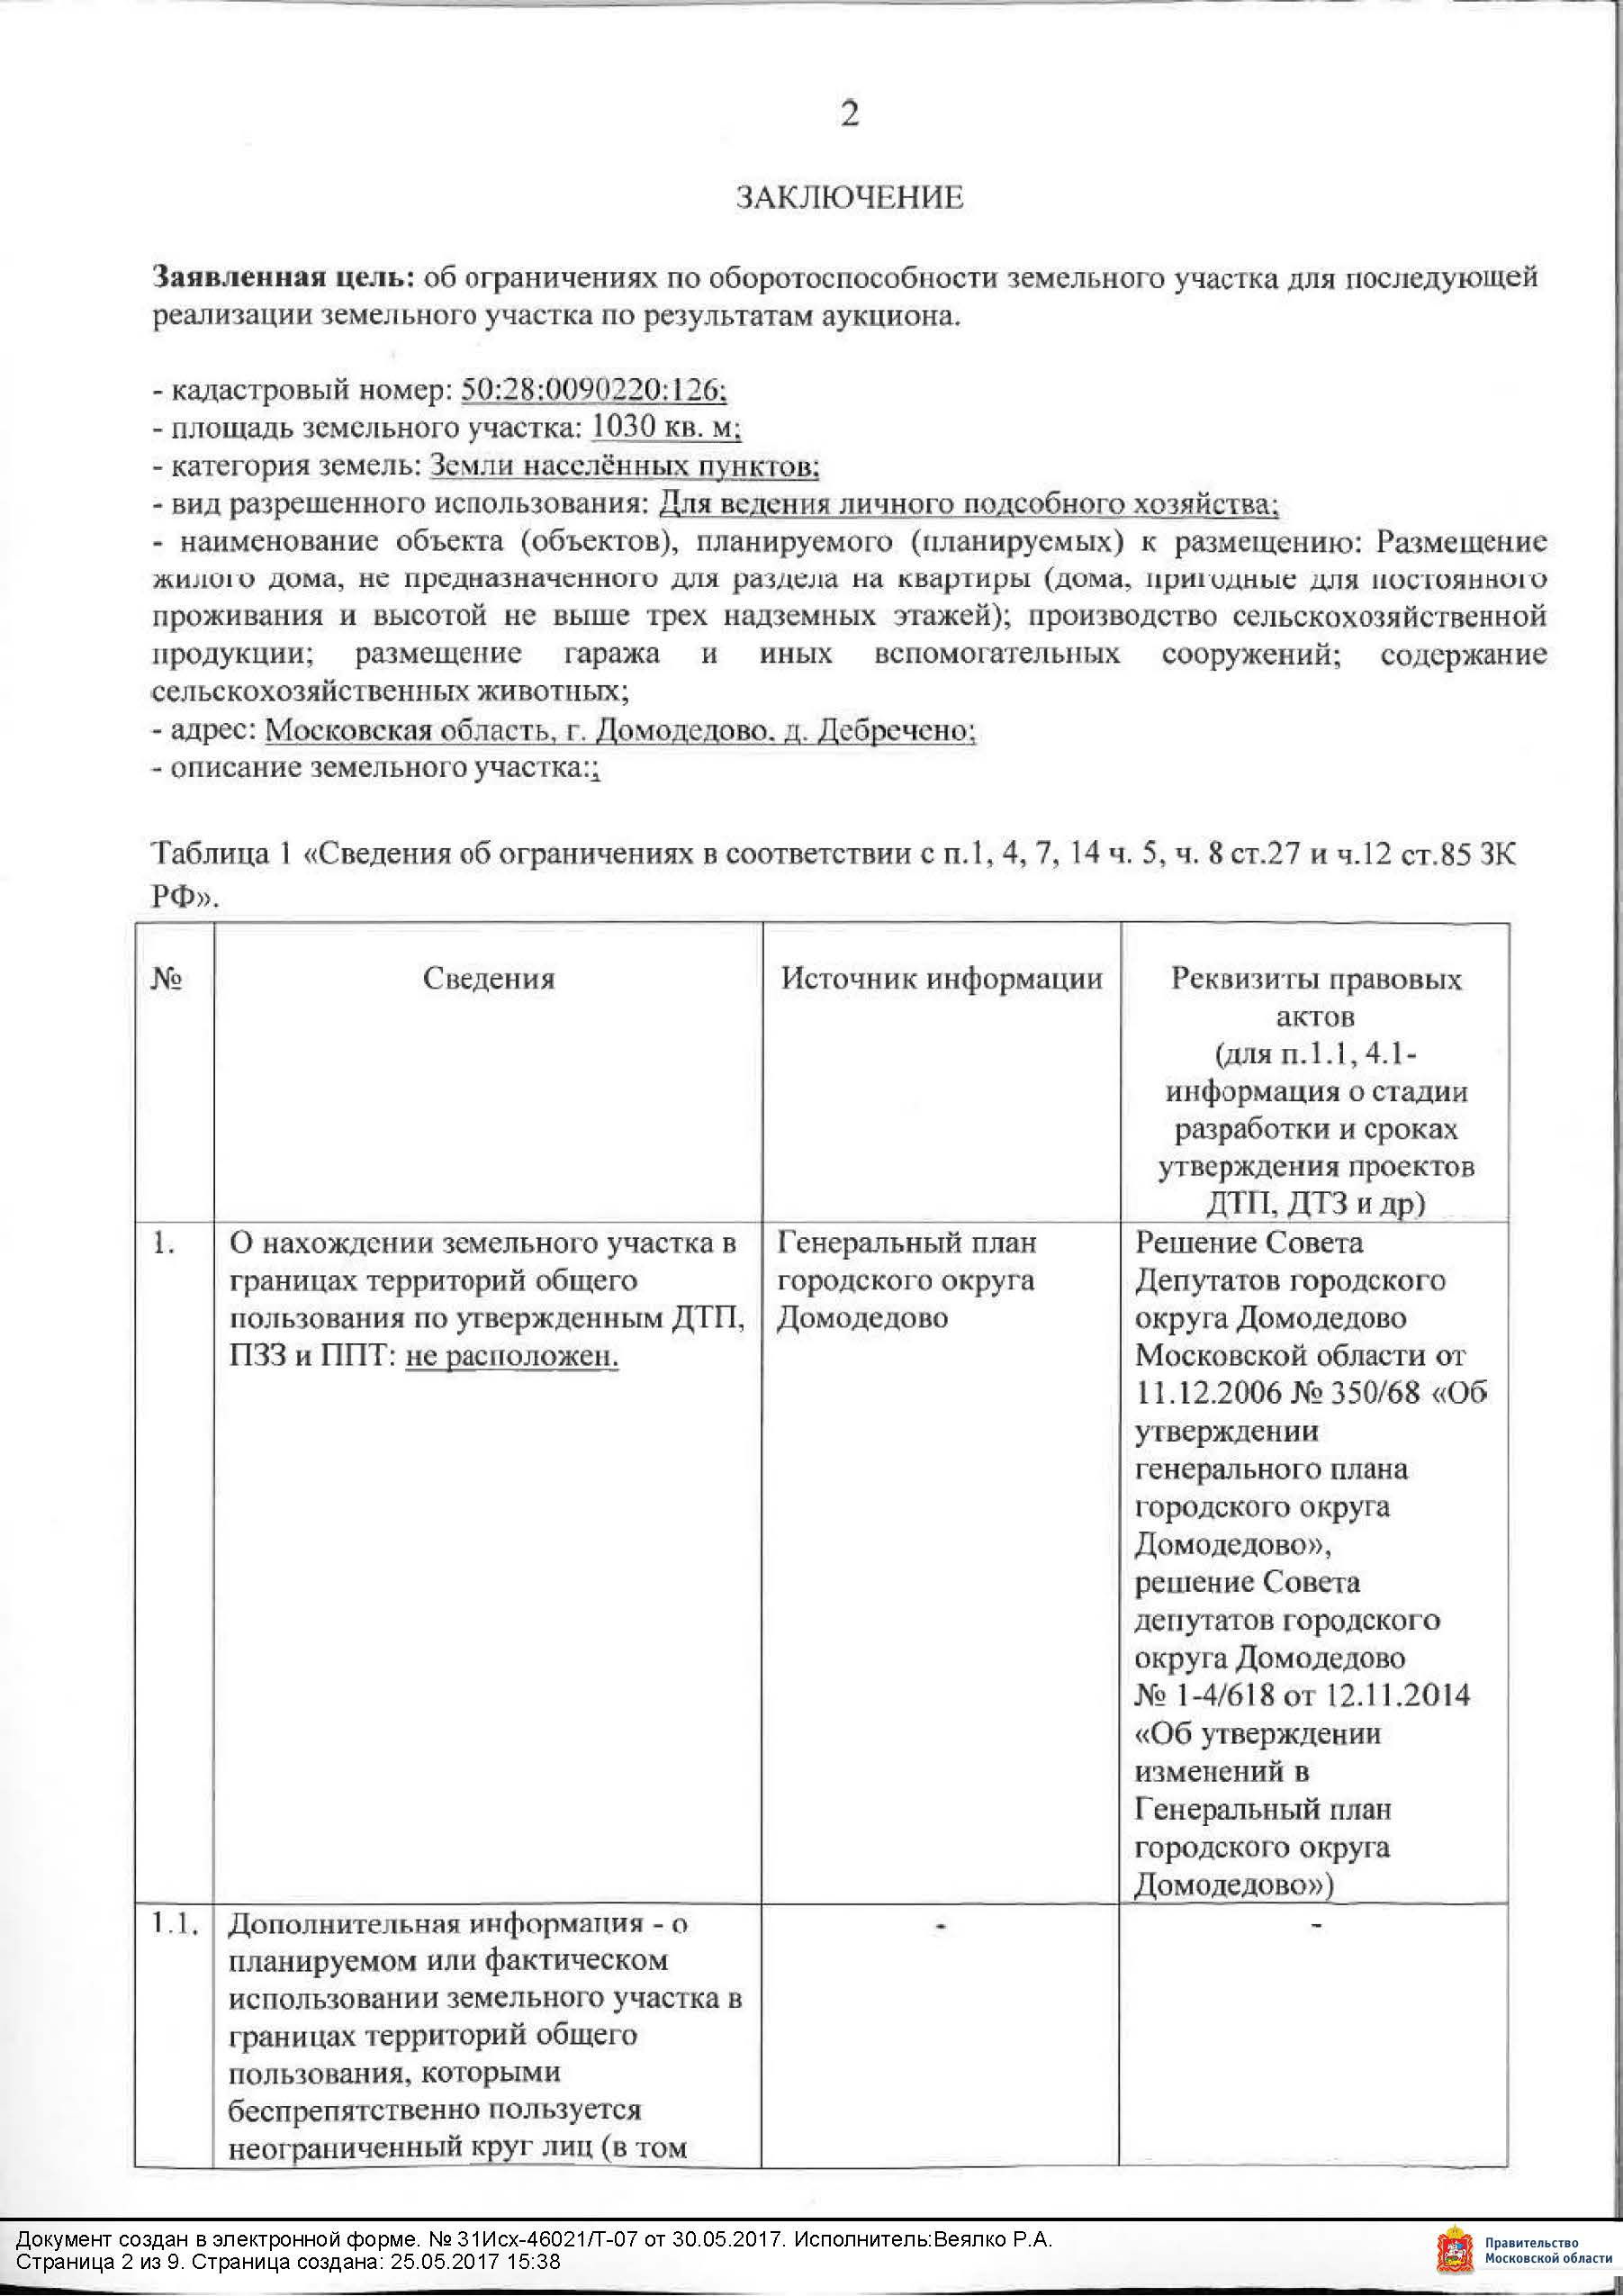 2
ЗАКЛЮЧЕНИЕ
Заявленная цель: об ограничениях по оборотоспособности земельного участка для последующей
реализации земельного участка по результатам аукциона.
- кадастровый номер: 50:28:0090220:126;
- площадь земельного участка: 1030 кв. м;
- категория земель: Земли населённых пунктов;
- вид разрешенного использования: Для ведения личного подсобного хозяйства;
- наименование объекта (объектов), планируемого (планируемых) к размещению: Размещение
жилого дома, не предназначенного для раздела на квартиры (дома, пригодные для постоянного
проживания и высотой не выше трех надземных этажей); производство сельскохозяйственной
продукции; размещение гаража и иных вспомогательных сооружений; содержание
сельскохозяйственных животных;
- адрес: Московская область, г. Домодедово, д. Дебречено;
- описание земельного участка:;
Таблица 1 «Сведения об ограничениях в соответствии с п.1, 4, 7, 14 ч. 5, ч. 8 ст.27 и ч.12 ст.85 ЗК
РФ».
№
Сведения
Источник информации
Реквизиты правовых
актов
(для п.1.1, 4.1-
информация о стадии
разработки и сроках
утверждения проектов
ДТП, ДТЗ и др)
1.
О нахождении земельного участка в
границах территорий общего
пользования по утвержденным ДТП,
ПЗЗ и ППТ: не расположен.
Генеральный план
городского округа
Домодедово
Решение Совета
Депутатов городского
округа Домодедово
Московской области от
11.12.2006 № 350/68 «Об
утверждении
генерального плана
городского округа
Домодедово»,
решение Совета
депутатов городского
округа Домодедово
№ 1-4/618 от 12.11.2014
«Об утверждении
изменений в
Генеральный план
городского округа
Домодедово»)
1.1.
Дополнительная информация - о
планируемом или фактическом
использовании земельного участка в
границах территорий общего
пользования, которыми
беспрепятственно пользуется
неограниченный круг лиц (в том
-
-
Документ создан в электронной форме. № 31Исх-46021/Т-07 от 30.05.2017. Исполнитель:Веялко Р.А.
Страница 2 из 9. Страница создана: 25.05.2017 15:38
Правительство
Московской области